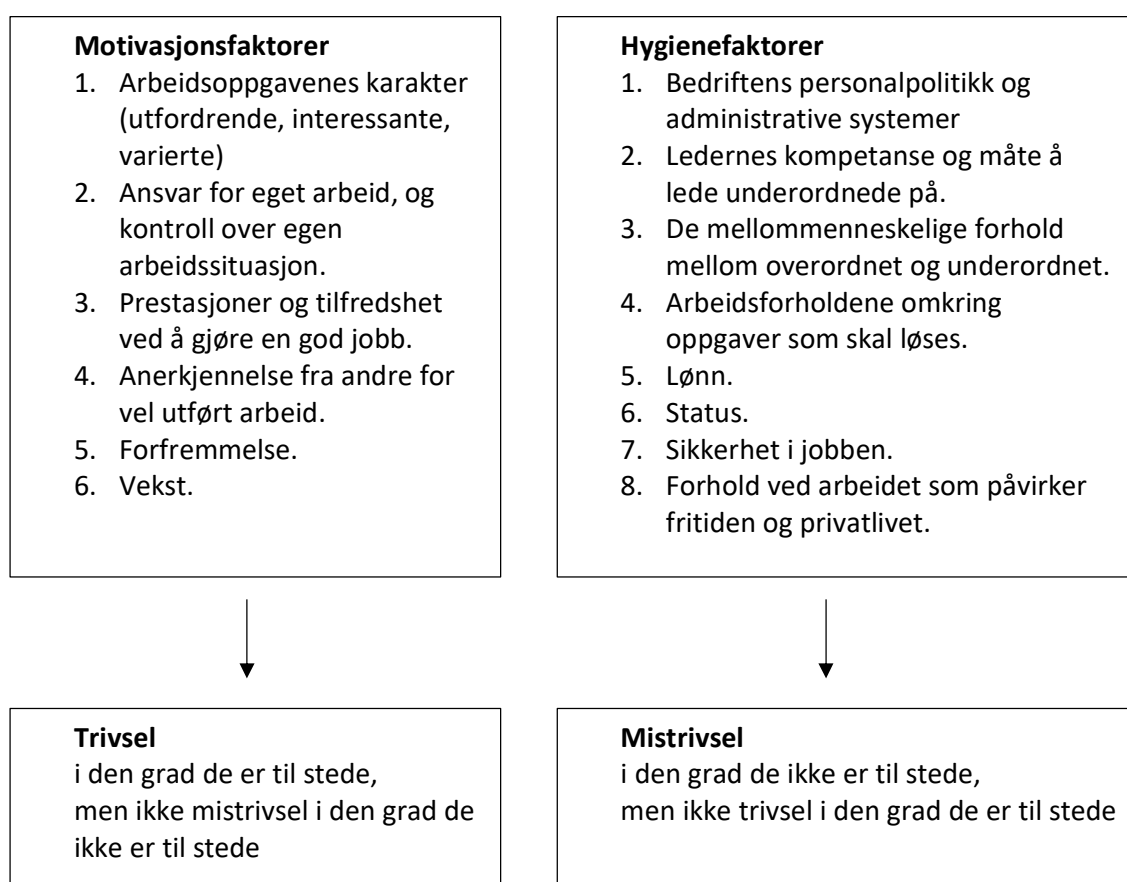 Motivasjonsfaktorer
1. Arbeidsoppgavenes karakter
(utfordrende, interessante,
varierte)
2. Ansvar for eget arbeid, og
kontroll over egen
arbeidssituasjon.
3. Prestasjoner og tilfredshet
ved å gjøre en god jobb.
4. Anerkjennelse fra andre for
vel utført arbeid.
5. Forfremmelse.
6. Vekst.
Hygienefaktorer
1. Bedriftens personalpolitikk og
administrative systemer
2. Ledernes kompetanse og måte å
lede underordnede på.
3. De mellommenneskelige forhold
mellom overordnet og underordnet.
4. Arbeidsforholdene omkring
oppgaver som skal løses.
5. Lønn.
6. Status.
7. Sikkerhet i jobben.
8. Forhold ved arbeidet som påvirker
fritiden og privatlivet.
Trivsel
i den grad de er til stede,
men ikke mistrivsel i den grad de
ikke er til stede
Mistrivsel
i den grad de ikke er til stede,
men ikke trivsel i den grad de er til stede